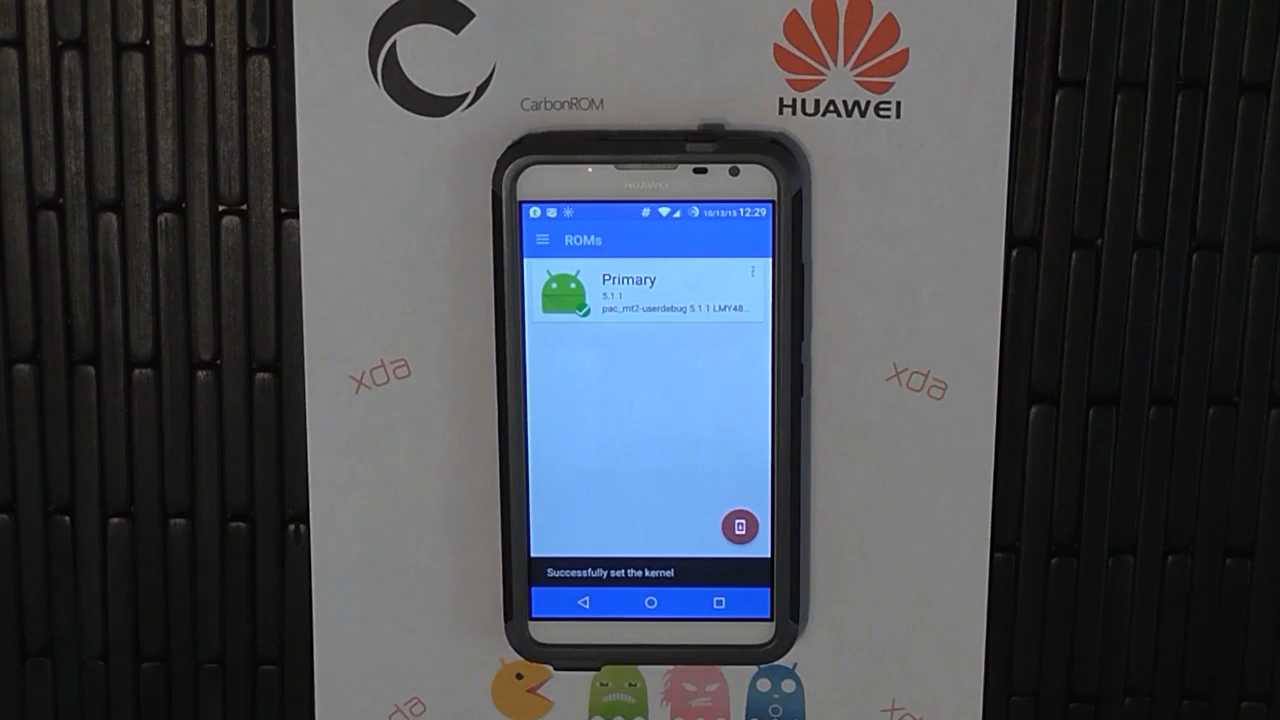 CarbonROM
HUAWEI
HUAWEI
# 10/13/15 12:29
ROMs
Primary
5.1.1
pac_mt2-userdebug 5.1 1 LMY48...
xda
xda
Successfully set the kernel
xda